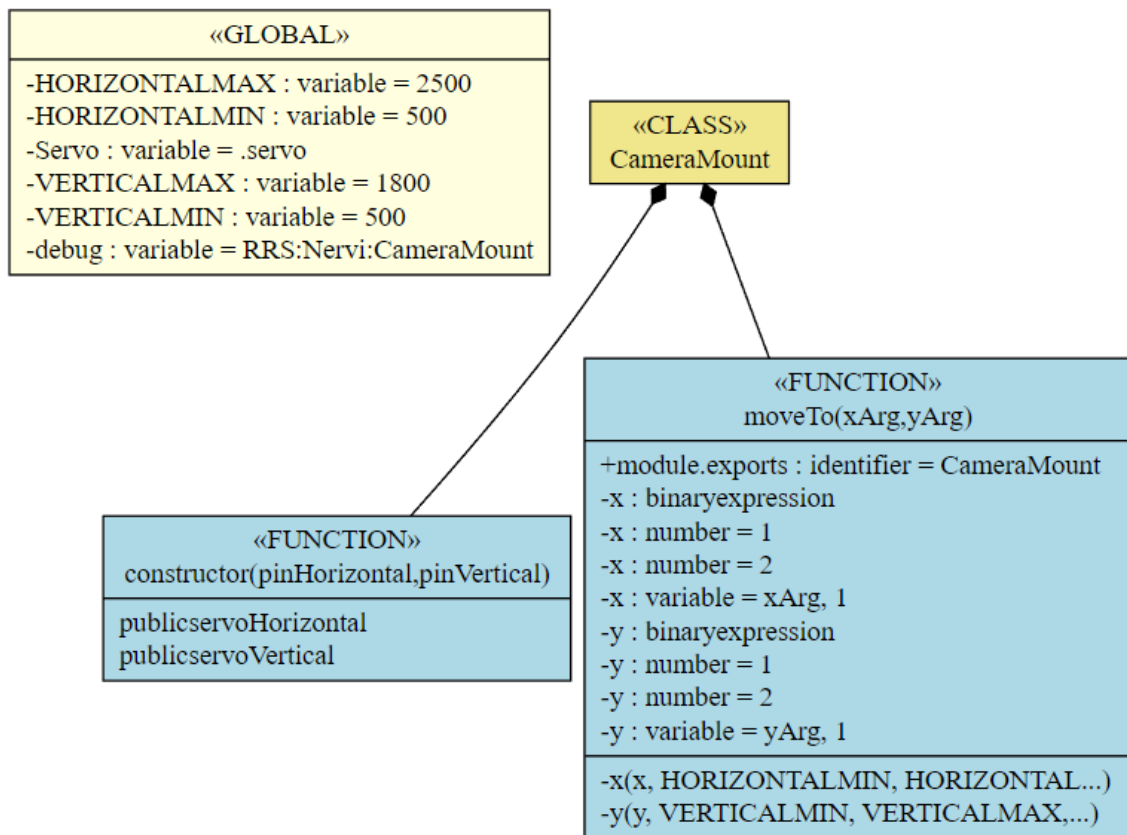 «GLOBAL»
-HORIZONTALMAX : variable = 2500
-HORIZONTALMIN : variable = 500
-Servo : variable = .servo
-VERTICALMAX : variable = 1800
-VERTICALMIN : variable = 500
-debug : variable = RRS:Nervi:CameraMount
«CLASS»
CameraMount
«FUNCTION»
constructor(pinHorizontal,pinVertical)
publicservoHorizontal
publicservoVertical
«FUNCTION»
moveTo(xArg,yArg)
+module.exports : identifier = CameraMount
-x : binaryexpression
-x : number = 1
-x : number = 2
-x : variable = xArg, 1
-y : binaryexpression
-y : number = 1
-y : number = 2
-y : variable = yArg, 1
-x(x, HORIZONTALMIN, HORIZONTAL...)
-y(y, VERTICALMIN, VERTICALMAX,...)